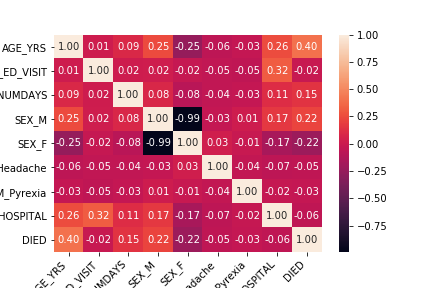 AGE_YRS 1.00 0.01 0.09 0.25 -0.25 -0.06 -0.03 0.26 0.40
_ED_VISIT 0.01 1.00 0.02 0.02 -0.02 -0.05 -0.05 0.32 -0.02
NUMDAYS 0.09 0.02 1.00 0.08 -0.08 -0.04 -0.03 0.11 0.15
SEX_M 0.25 0.02 0.08 1.00 -0.99 -0.03 0.01 0.17 0.22
SEX_F -0.25 -0.02 -0.08 -0.99 1.00 0.03 -0.01 -0.17 -0.22
Headache -0.06 -0.05 -0.04 -0.03 0.03 1.00 -0.04 -0.07 -0.05
M_Pyrexia -0.03 -0.05 -0.03 0.01 -0.01 -0.04 1.00 -0.02 -0.03
HOSPITAL 0.26 0.32 0.11 0.17 -0.17 -0.07 -0.02 1.00 -0.06
DIED 0.40 -0.02 0.15 0.22 -0.22 -0.05 -0.03 -0.06 1.00
GE_YRS
D_VISIT
MDAYS
SEX_M
SEX_F
dache
Pyrexia
SPITAL
DIED
1.00
0.75
0.50
0.25
0.00
-0.25
-0.50
-0.75